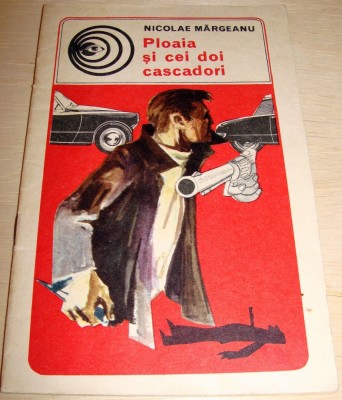 NICOLAE MĂRGEANU
Ploaia
și cei doi
cascadori